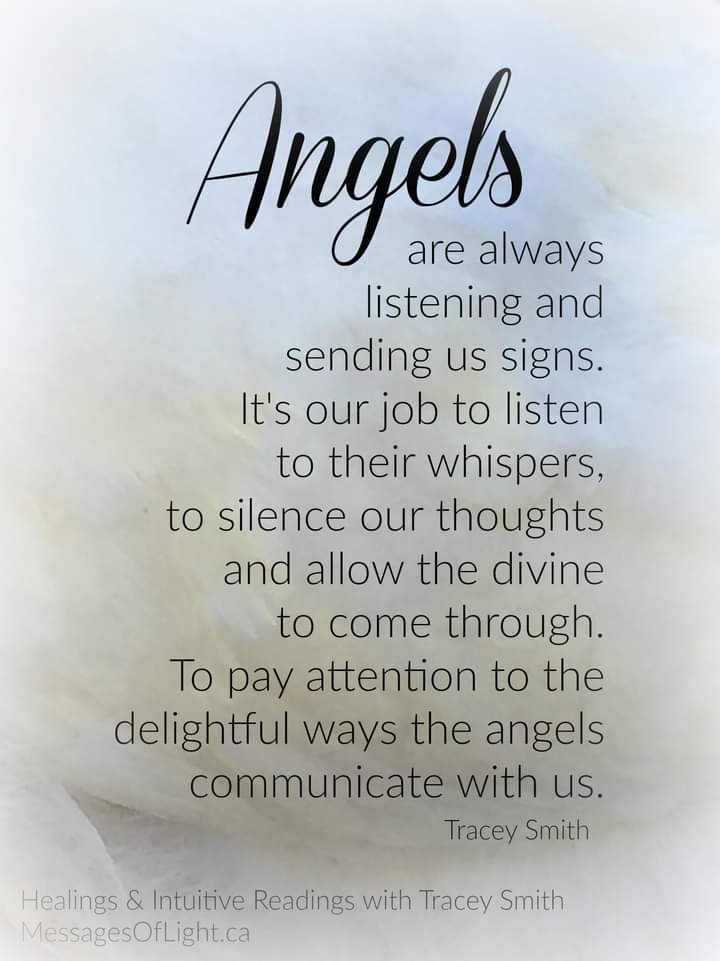 Angels
are always
listening and
sending us signs.
It's our job to listen
to their whispers,
to silence our thoughts
and allow the divine
to come through.
To pay attention to the
delightful ways the angels
communicate with us.
Tracey Smith
Healings & Intuitive Readings with Tracey Smith
MessagesOfLight.ca